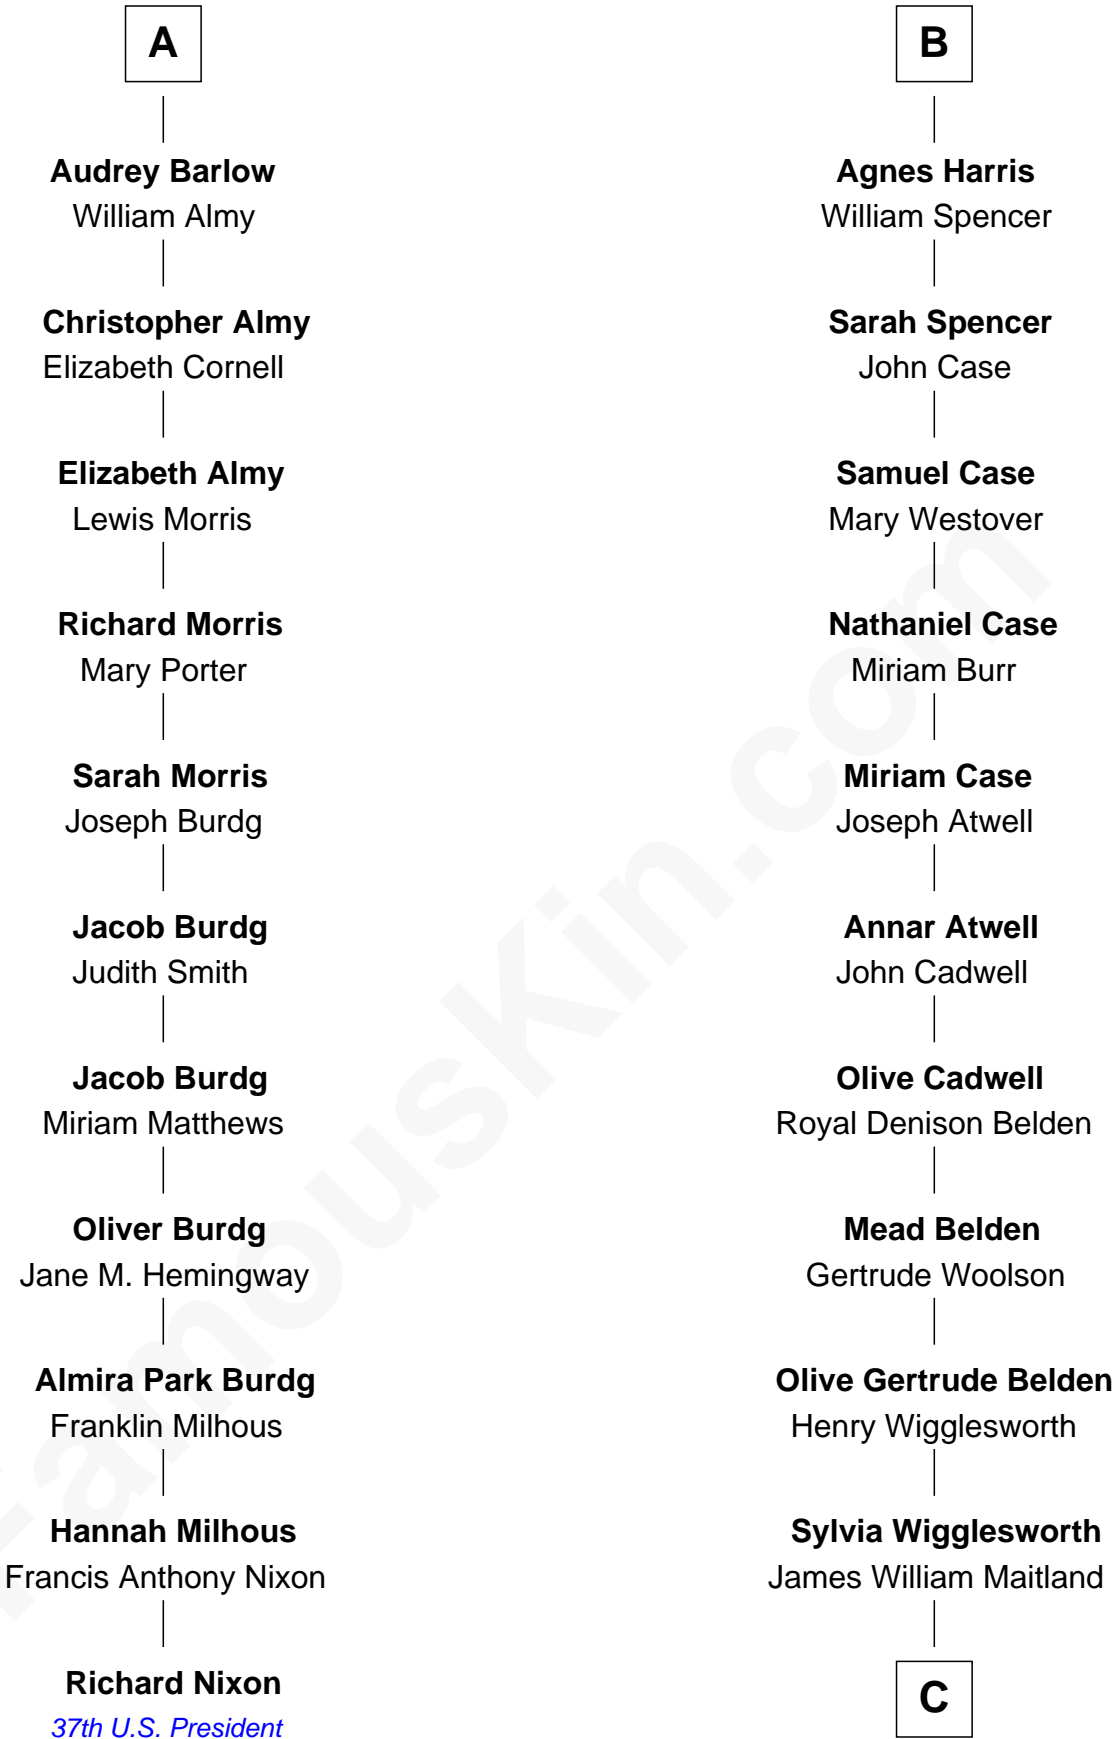 A
Audrey Barlow
William Almy
Christopher Almy
Elizabeth Cornell
Elizabeth Almy
Lewis Morris
Richard Morris
Mary Porter
Sarah Morris
Joseph Burdg
Jacob Burdg
Judith Smith
Jacob Burdg
Miriam Matthews
Oliver Burdg
Jane M. Hemingway
Almira Park Burdg
Franklin Milhous
Hannah Milhous
Francis Anthony Nixon
Richard Nixon
37th U.S. President
B
Agnes Harris
William Spencer
Sarah Spencer
John Case
Samuel Case
Mary Westover
Nathaniel Case
Miriam Burr
Miriam Case
Joseph Atwell
Annar Atwell
John Cadwell
Olive Cadwell
Royal Denison Belden
Mead Belden
Gertrude Woolson
Olive Gertrude Belden
Henry Wigglesworth
Sylvia Wigglesworth
James William Maitland
C
FamousKin.com